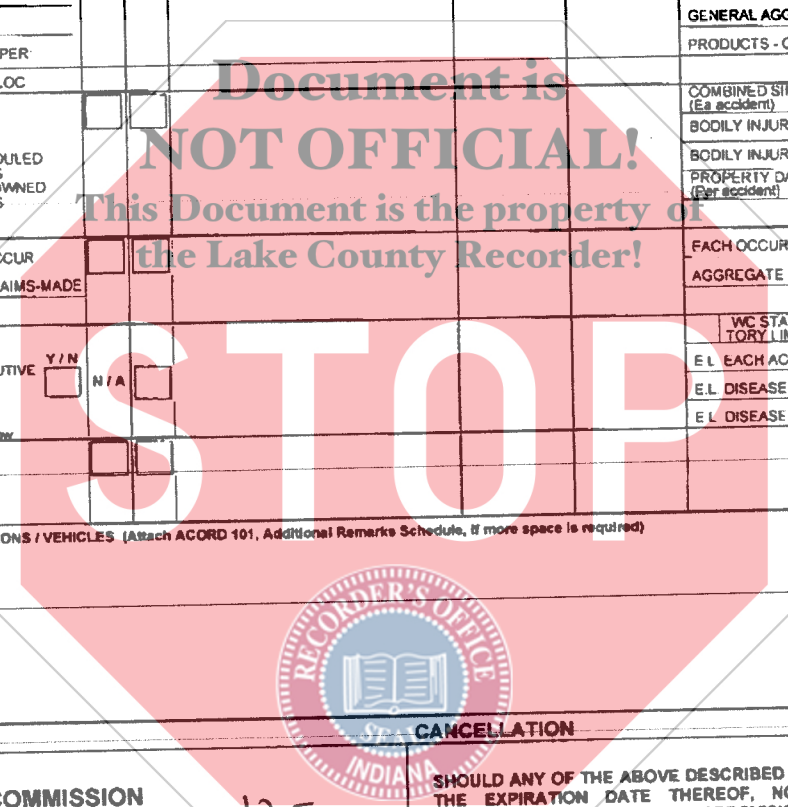 GENERAL AGG
PER
PRODUCTS - C
LOC
Document is
COMBINED SI
(Ea accident)
BODILY INJUR
NOT OFFICIAL!
BODILY INJUR
PROPERTY DA
(Per accident)
This Document is the property of
the Lake County Recorder!
EACH OCCUR
CCUR
AIMS-MADE
AGGREGATE
STOP
WC STA
TORY LIM
Y / N
N / A
E L EACH AC
E.L. DISEASE
E L DISEASE
ONS / VEHICLES (Attach ACORD 101, Additional Remarks Schedule, if more space is required)
RECORDER'S OFFICE
INDIANA
CANCELLATION
COMMISSION
SHOULD ANY OF THE ABOVE DESCRIBED
THE EXPIRATION DATE THEREOF, NO